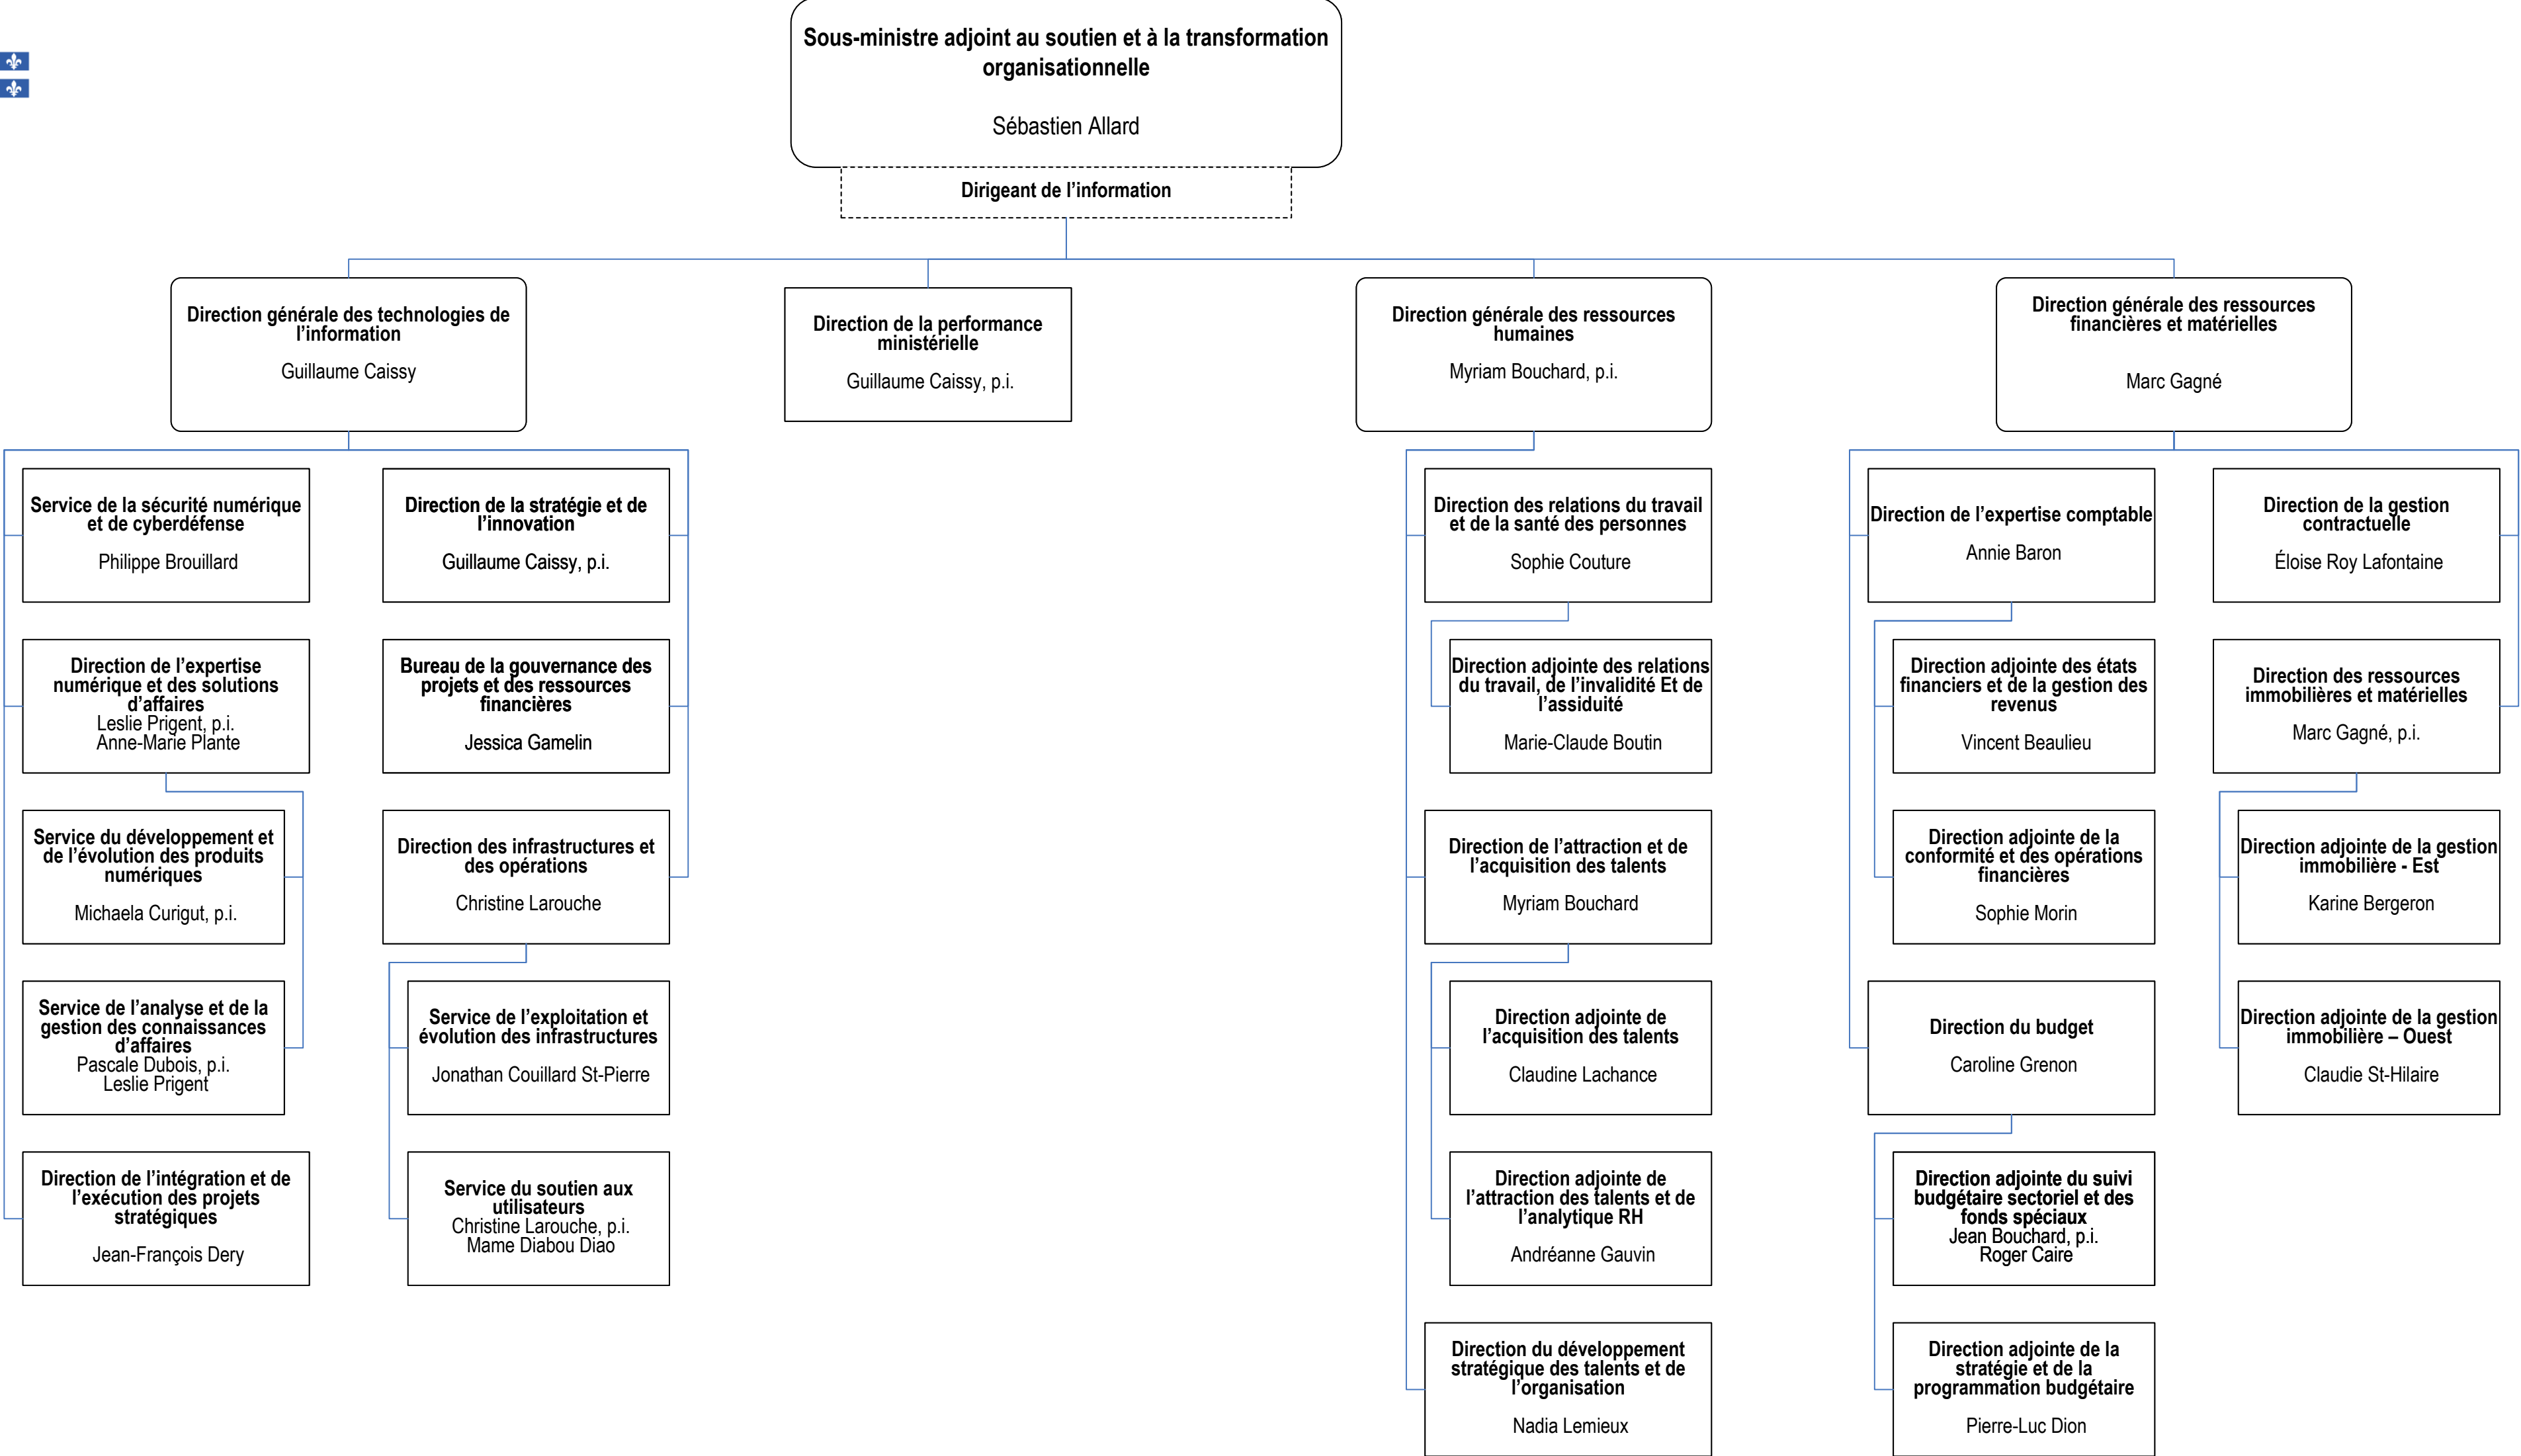 Sous-ministre adjoint au soutien et à la transformation
organisationnelle
Sébastien Allard
Dirigeant de l’information
Direction générale des technologies de
l’information
Guillaume Caissy
Direction de la performance
ministérielle
Guillaume Caissy, p.i.
Direction générale des ressources
humaines
Myriam Bouchard, p.i.
Direction générale des ressources
financières et matérielles
Marc Gagné
Service de la sécurité numérique
et de cyberdéfense
Philippe Brouillard
Direction de l’expertise
numérique et des solutions
d’affaires
Leslie Prigent, p.i.
Anne-Marie Plante
Service du développement et
de l’évolution des produits
numériques
Michaela Curigut, p.i.
Service de l’analyse et de la
gestion des connaissances
d’affaires
Pascale Dubois, p.i.
Leslie Prigent
Direction de l’intégration et de
l’exécution des projets
stratégiques
Jean-François Dery
Direction de la stratégie et de
l’innovation
Guillaume Caissy, p.i.
Bureau de la gouvernance des
projets et des ressources
financières
Jessica Gamelin
Direction des infrastructures et
des opérations
Christine Larouche
Service de l’exploitation et
évolution des infrastructures
Jonathan Couillard St-Pierre
Service du soutien aux
utilisateurs
Christine Larouche, p.i.
Mame Diabou Diao
Direction des relations du travail
et de la santé des personnes
Sophie Couture
Direction adjointe des relations
du travail, de l’invalidité Et de
l’assiduité
Marie-Claude Boutin
Direction de l’attraction et de
l’acquisition des talents
Myriam Bouchard
Direction adjointe de
l’acquisition des talents
Claudine Lachance
Direction adjointe de
l’attraction des talents et de
l’analytique RH
Andréanne Gauvin
Direction du développement
stratégique des talents et de
l’organisation
Nadia Lemieux
Direction de l’expertise comptable
Annie Baron
Direction adjointe des états
financiers et de la gestion des
revenus
Vincent Beaulieu
Direction adjointe de la
conformité et des opérations
financières
Sophie Morin
Direction du budget
Caroline Grenon
Direction adjointe du suivi
budgétaire sectoriel et des
fonds spéciaux
Jean Bouchard, p.i.
Roger Caire
Direction adjointe de la
stratégie et de la
programmation budgétaire
Pierre-Luc Dion
Direction de la gestion
contractuelle
Éloise Roy Lafontaine
Direction des ressources
immobilières et matérielles
Marc Gagné, p.i.
Direction adjointe de la gestion
immobilière - Est
Karine Bergeron
Direction adjointe de la gestion
immobilière – Ouest
Claudie St-Hilaire